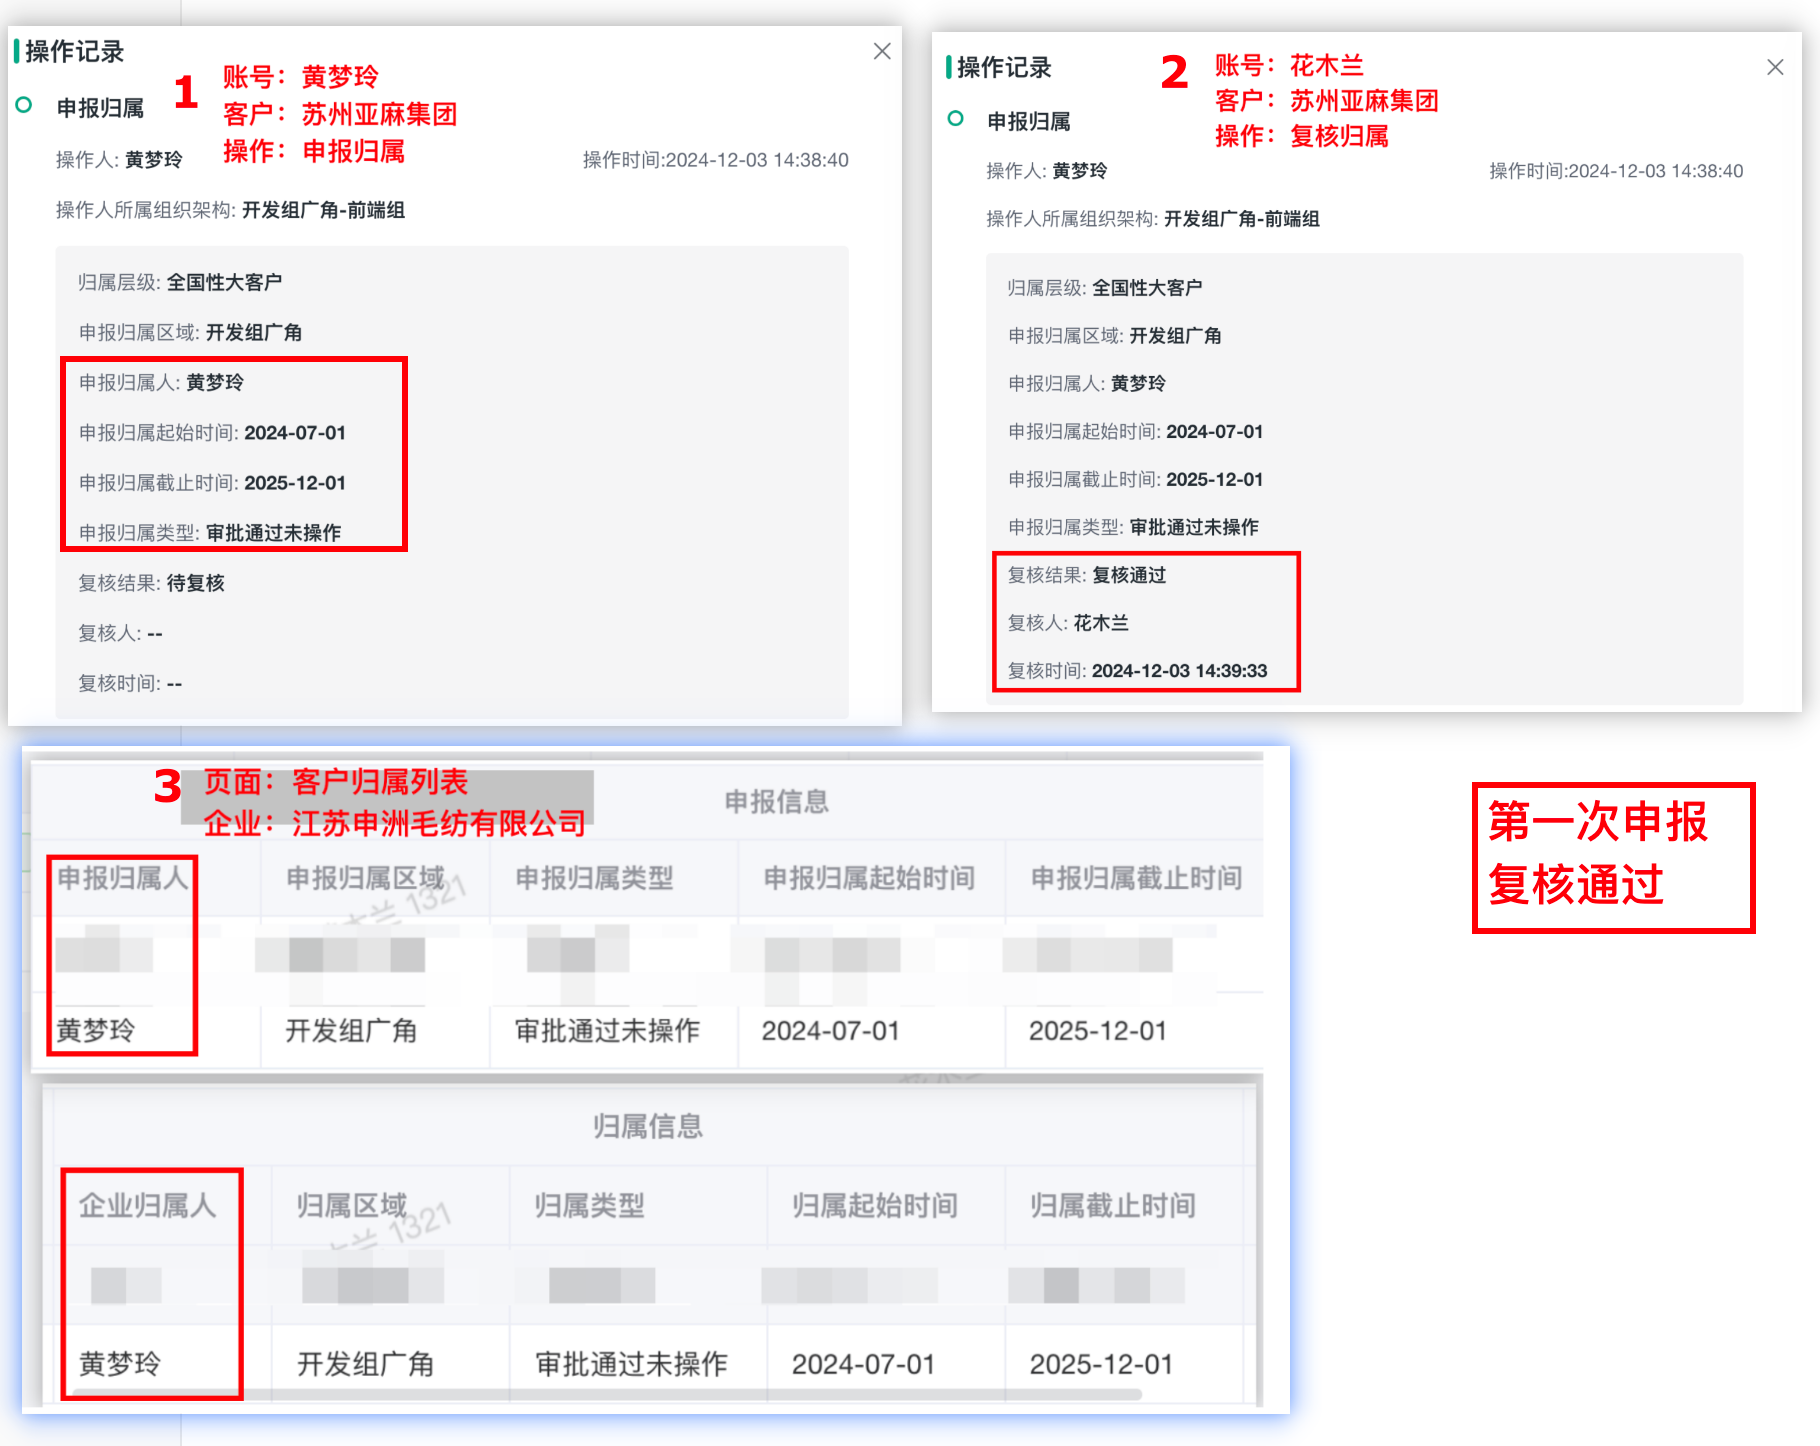 操作记录
1
账号：黄梦玲
客户：苏州亚麻集团
操作：申报归属
申报归属
操作人: 黄梦玲
操作时间:2024-12-03 14:38:40
操作人所属组织架构: 开发组广角-前端组
归属层级: 全国性大客户
申报归属区域: 开发组广角
申报归属人: 黄梦玲
申报归属起始时间: 2024-07-01
申报归属截止时间: 2025-12-01
申报归属类型: 审批通过未操作
复核结果: 待复核
复核人: --
复核时间: --
操作记录
2
账号：花木兰
客户：苏州亚麻集团
操作：复核归属
申报归属
操作人: 黄梦玲
操作时间:2024-12-03 14:38:40
操作人所属组织架构: 开发组广角-前端组
归属层级: 全国性大客户
申报归属区域: 开发组广角
申报归属人: 黄梦玲
申报归属起始时间: 2024-07-01
申报归属截止时间: 2025-12-01
申报归属类型: 审批通过未操作
复核结果: 复核通过
复核人: 花木兰
复核时间: 2024-12-03 14:39:33
3
页面：客户归属列表
企业：江苏申洲毛纺有限公司
申报信息
申报归属人 申报归属区域 申报归属类型 申报归属起始时间 申报归属截止时间
兰 1321
黄梦玲 开发组广角 审批通过未操作 2024-07-01 2025-12-01
归属信息
企业归属人 归属区域 归属类型 归属起始时间 归属截止时间
兰 1321
黄梦玲 开发组广角 审批通过未操作 2024-07-01 2025-12-01
第一次申报
复核通过